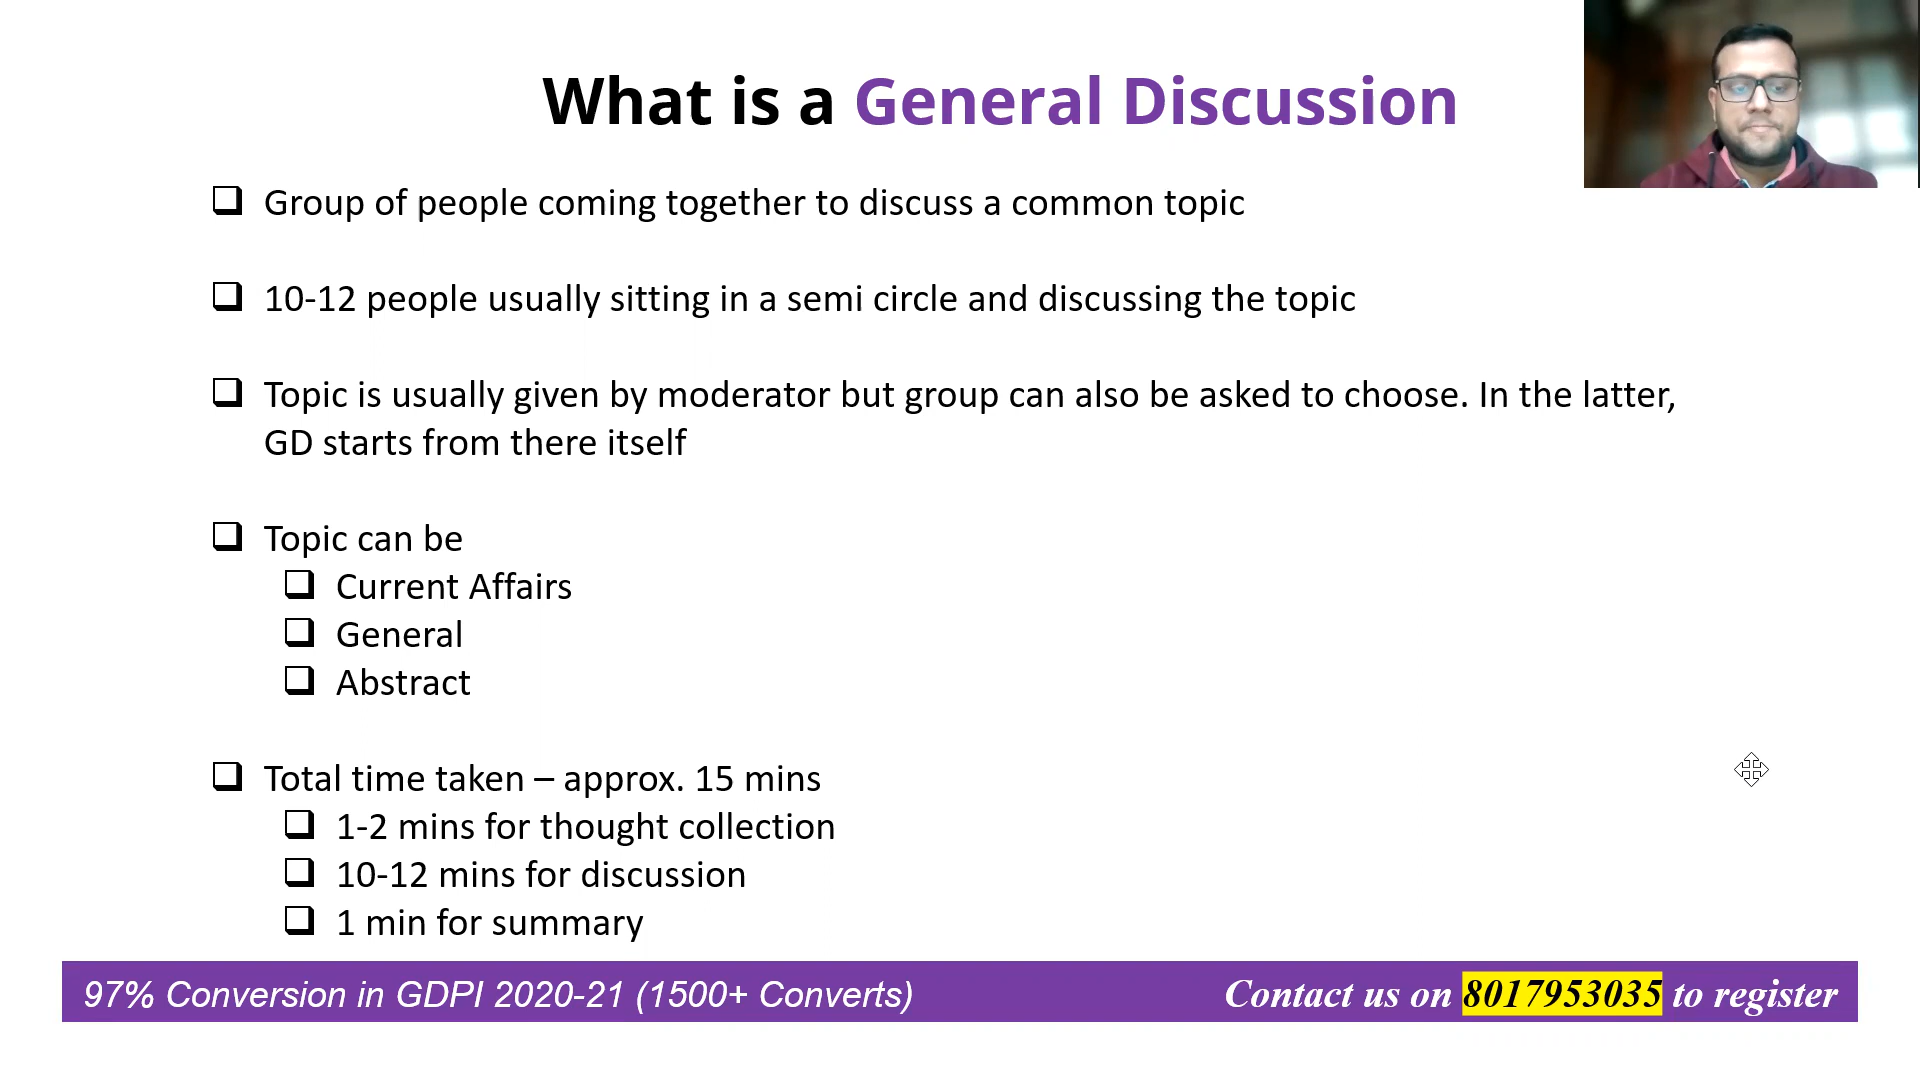 What is a General Discussion
Group of people coming together to discuss a common topic
10-12 people usually sitting in a semi circle and discussing the topic
Topic is usually given by moderator but group can also be asked to choose. In the latter,
GD starts from there itself
Topic can be
Current Affairs
General
Abstract
Total time taken – approx. 15 mins
1-2 mins for thought collection
10-12 mins for discussion
1 min for summary
97% Conversion in GDPI 2020-21 (1500+ Converts) Contact us on 8017953035 to register